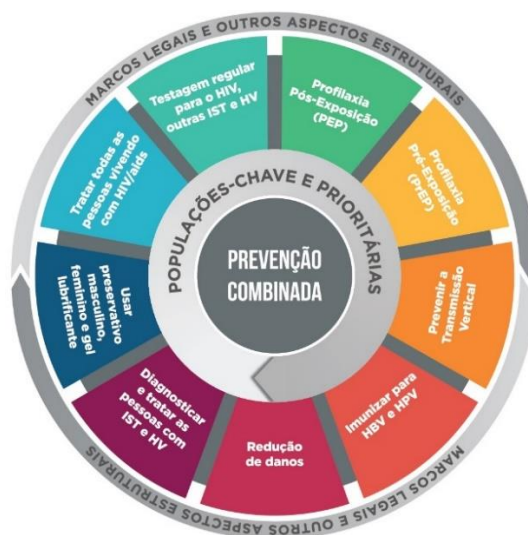 MARCOS LEGAIS E OUTROS ASPECTOS ESTRUTURAIS
Testagem regular
para o HIV,
outras IST e HV
Profilaxia
Pós-Exposição
(PEP)
Profilaxia
Pré-Exposição
(PrEP)
Prevenir a
Transmissão
Vertical
Imunizar para
HBV e HPV
Redução
de danos
Diagnosticar
e tratar as
pessoas com
IST e HV
Usar
preservativo
masculino,
feminino e gel
lubrificante
Tratar todas as
pessoas vivendo
com HIV/aids
POPULAÇÕES-CHAVE E PRIORITÁRIAS
PREVENÇÃO
COMBINADA
MARCOS LEGAIS E OUTROS ASPECTOS ESTRUTURAIS